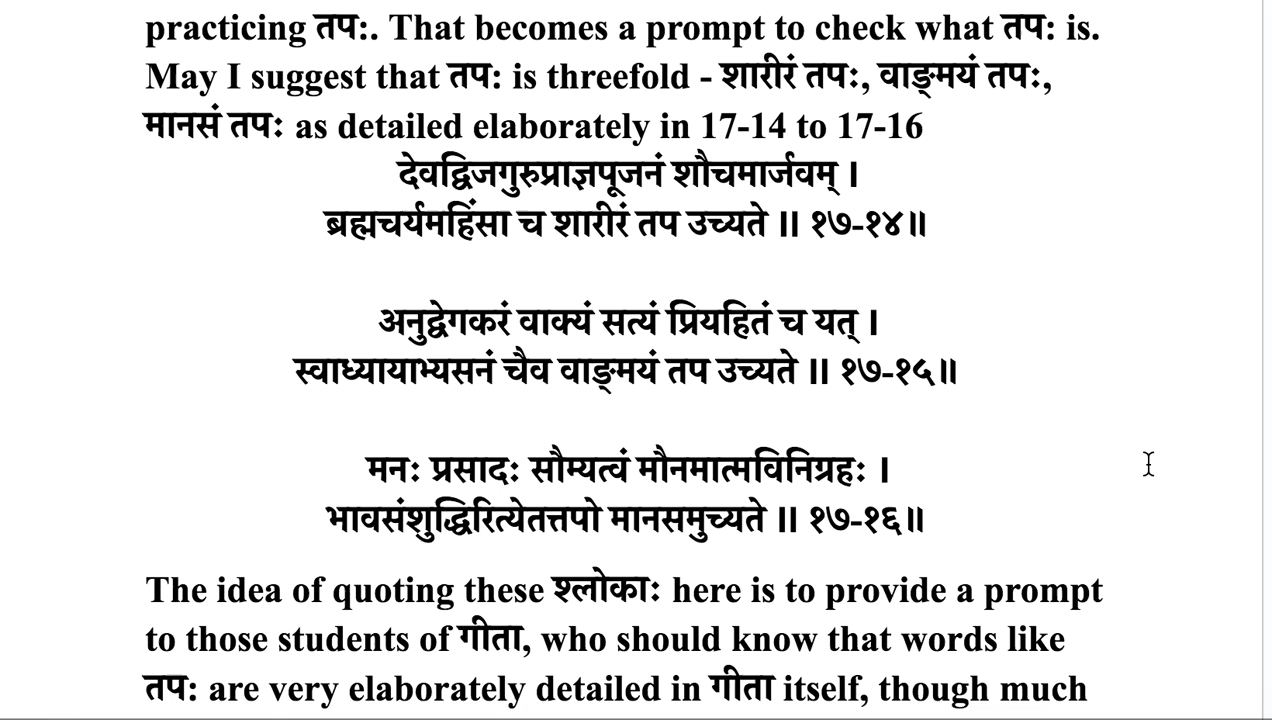 practicing तप:. That becomes a prompt to check what तप: is.
May I suggest that तप: is threefold - शारीरं तपः, वाङ्मयं तपः,
मानसं तपः as detailed elaborately in 17-14 to 17-16
देवद्विजगुरुप्राज्ञपूजनं शौचमार्जवम् ।
ब्रह्मचर्यमहिंसा च शारीरं तप उच्यते ॥ १७-१४॥
अनुद्वेगकरं वाक्यं सत्यं प्रियहितं च यत् ।
स्वाध्यायाभ्यसनं चैव वाङ्मयं तप उच्यते ॥ १७-१५॥
मनः प्रसादः सौम्यत्वं मौनमात्मविनिग्रहः ।
भावसंशुद्धिरित्येतत्तपो मानसमुच्यते ॥ १७-१६॥
The idea of quoting these श्लोकाः here is to provide a prompt
to those students of गीता, who should know that words like
तप: are very elaborately detailed in गीता itself, though much